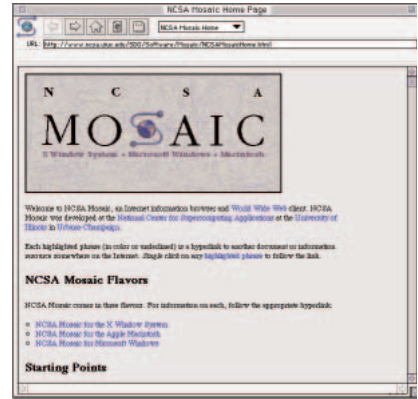 NCSA Mosaic Home Page
NCSA Mosaic Home
URL: http://www.ncsa.uiuc.edu/SDG/Software/Mosaic/NCSAMosaicHome.html
N C S A
MOSAIC
X Window System • Microsoft Windows • Macintosh
Welcome to NCSA Mosaic, an Internet information browser and World Wide Web client. NCSA
Mosaic was developed at the National Center for Supercomputing Applications at the University of
Illinois in Urbana-Champaign.
Each highlighted phrase (in color or underlined) is a hyperlink to another document or information
resource somewhere on the Internet. Single click on any highlighted phrase to follow the link.
NCSA Mosaic Flavors
NCSA Mosaic comes in three flavors. For information on each, follow the appropriate hyperlink:
NCSA Mosaic for the X Window System
NCSA Mosaic for the Apple Macintosh
NCSA Mosaic for Microsoft Windows
Starting Points